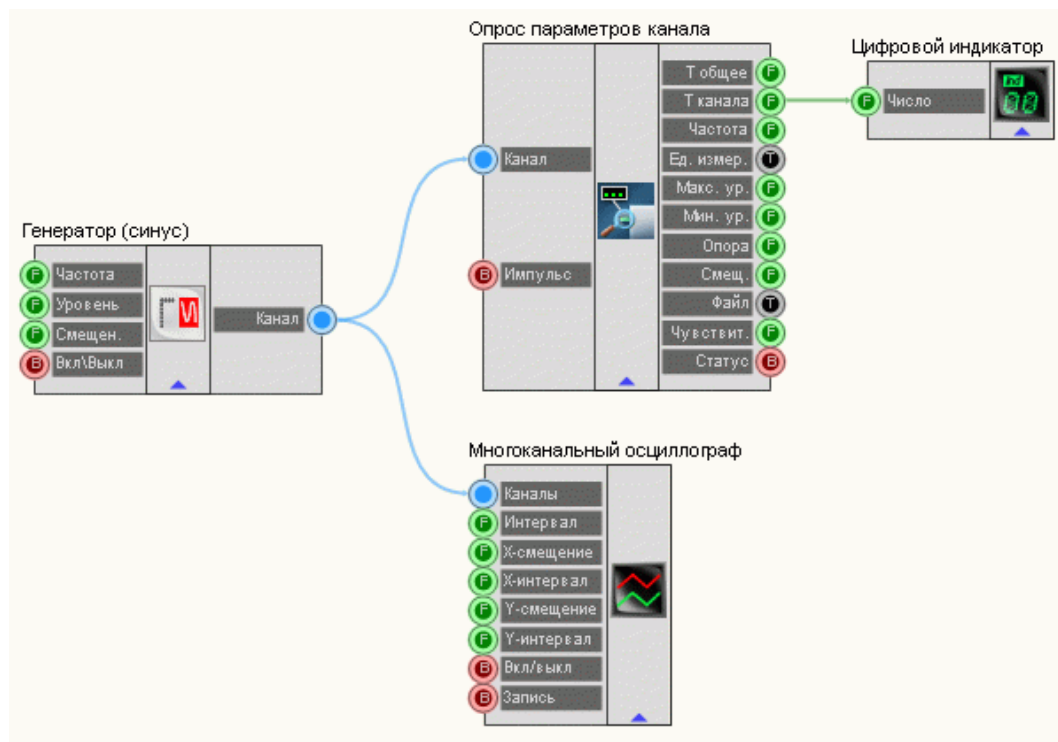 Опрос параметров канала
Т общее F
Т канала F
Частота F
Канал
Ед. измер. T
Макс. ур. F
Мин. ур. F
Опора F
B Импульс
Смещ. F
Файл T
Чувствит. F
Статус B
Цифровой индикатор
F Число
Ind
00
Генератор (синус)
F Частота
F Уровень
F Смещен.
B Вкл\Выкл
Канал
Многоканальный осциллограф
Каналы
F Интервал
F X-смещение
F X-интервал
F Y-смещение
F Y-интервал
B Вкл/выкл
B Запись